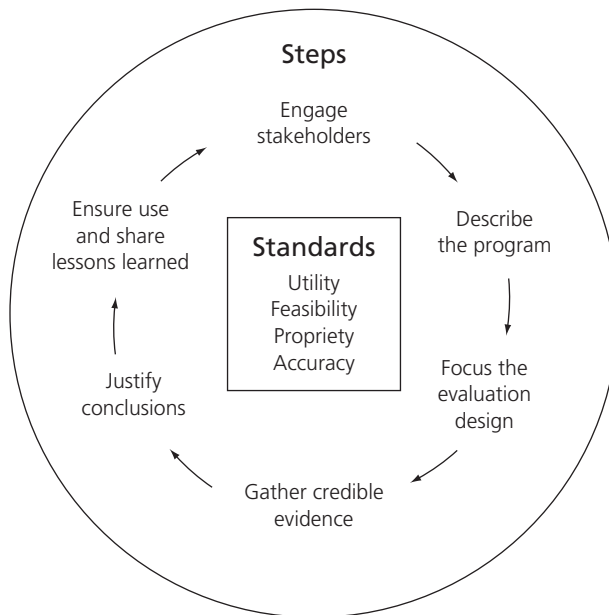 Steps
Engage
stakeholders
Describe
the program
Focus the
evaluation
design
Gather credible
evidence
Justify
conclusions
Ensure use
and share
lessons learned
Standards
Utility
Feasibility
Propriety
Accuracy